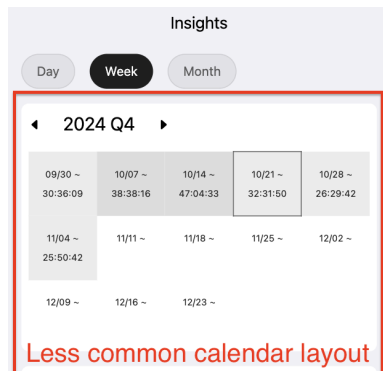 Insights
Day Week Month
2024 Q4
09/30 ~ 10/07 ~ 10/14 ~ 10/21 ~ 10/28 ~
30:36:09 38:38:16 47:04:33 32:31:50 26:29:42
11/04 ~ 11/11 ~ 11/18 ~ 11/25 ~ 12/02 ~
25:50:42
12/09 ~ 12/16 ~ 12/23 ~
Less common calendar layout